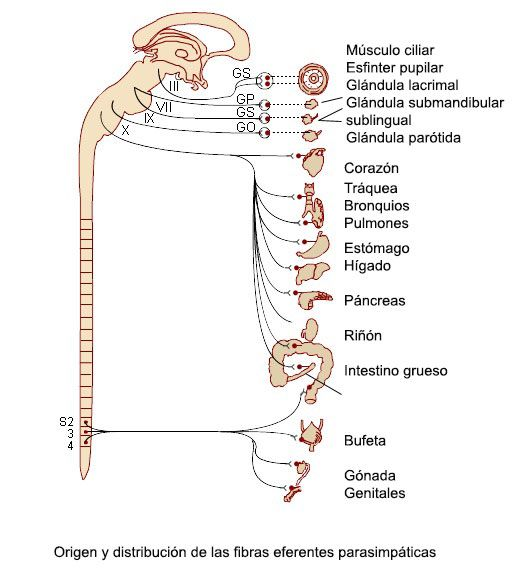 III
VII
IX
X
GS
GP
GS
GO
Músculo ciliar
Esfinter pupilar
Glándula lacrimal
Glándula submandibular
sublingual
Glándula parótida
Corazón
Tráquea
Bronquios
Pulmones
Estómago
Hígado
Páncreas
Riñón
Intestino grueso
S2
3
4
Bufeta
Gónada
Genitales
Origen y distribución de las fibras eferentes parasimpáticas